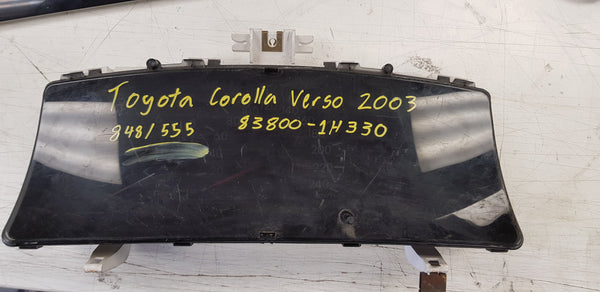 Toyota Corolla Verso 2003
848/555 83800-1H330